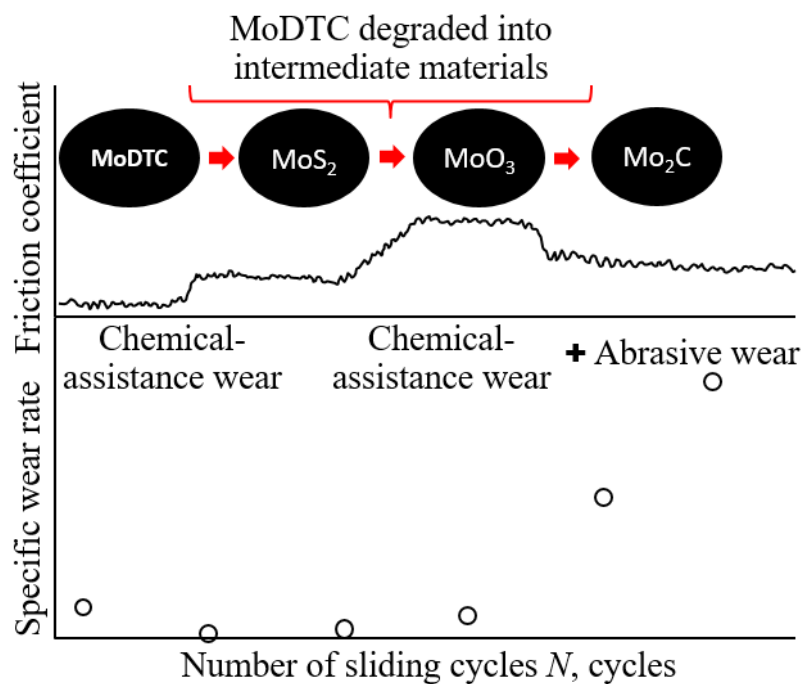 MoDTC degraded into
intermediate materials
Friction coefficient
MoDTC
MoS₂
MoO₃
Mo₂C
Chemical-
assistance wear
Chemical-
assistance wear
+ Abrasive wear
Specific wear rate
Number of sliding cycles N, cycles